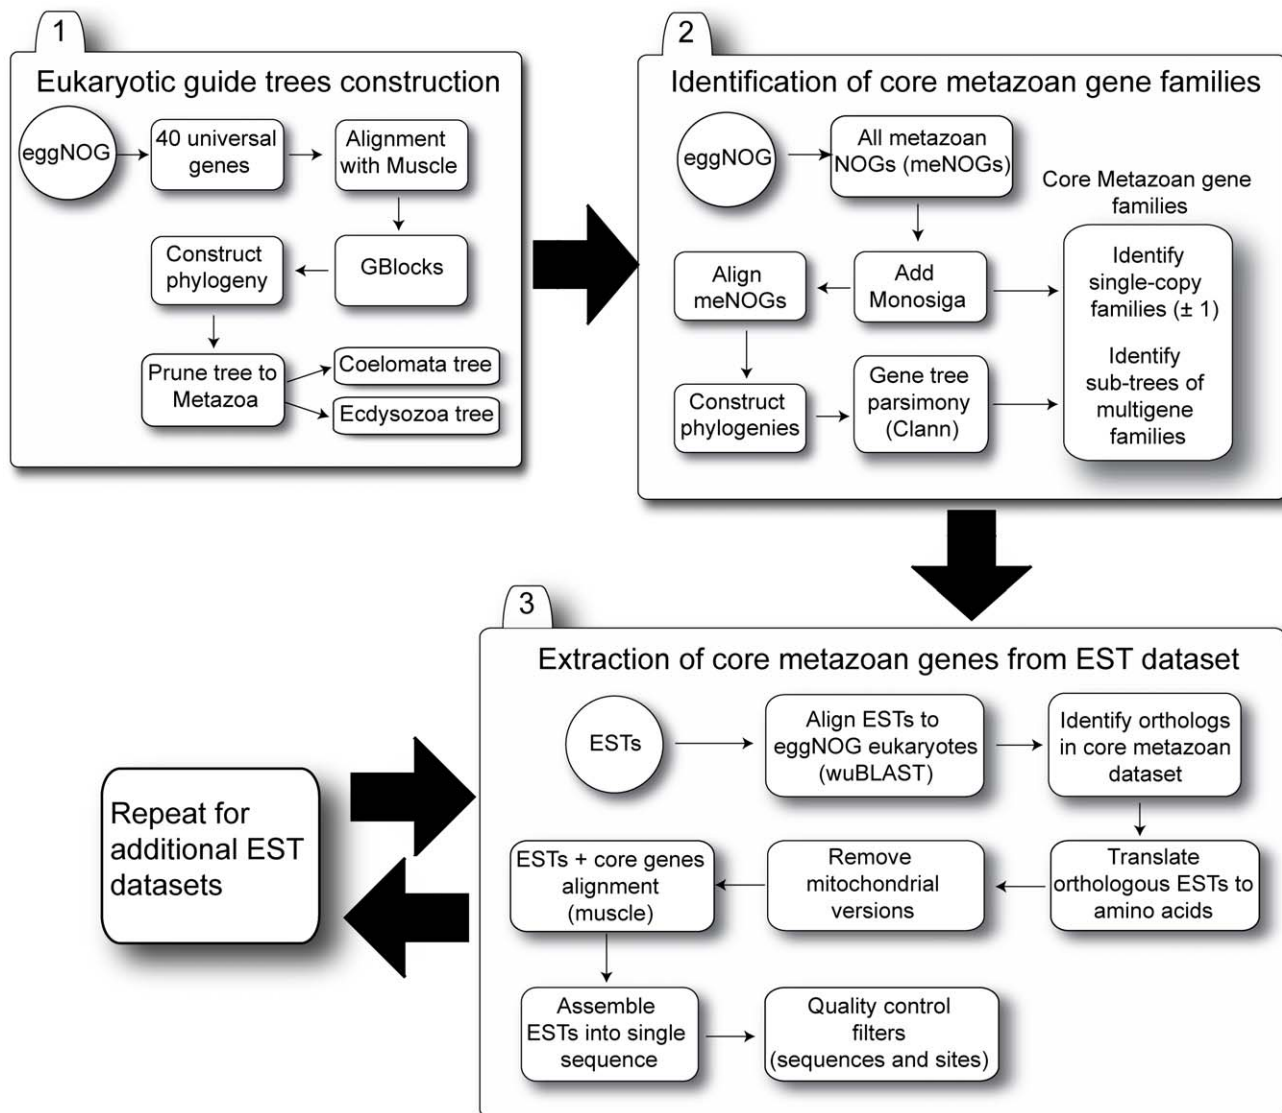 1
Eukaryotic guide trees construction
eggNOG
40 universal
genes
Alignment
with Muscle
GBlocks
Construct
phylogeny
Prune tree to
Metazoa
Coelomata tree
Ecdysozoa tree
2
Identification of core metazoan gene families
eggNOG
All metazoan
NOGs (meNOGs)
Add
Monosiga
Align
meNOGs
Construct
phylogenies
Gene tree
parsimony
(Clann)
Core Metazoan gene
families
Identify
single-copy
families (± 1)
Identify
sub-trees of
multigene
families
3
Extraction of core metazoan genes from EST dataset
ESTs
Align ESTs to
eggNOG eukaryotes
(wuBLAST)
Identify orthologs
in core metazoan
dataset
Translate
orthologous ESTs to
amino acids
Remove
mitochondrial
versions
ESTs + core genes
alignment
(muscle)
Assemble
ESTs into single
sequence
Quality control
filters
(sequences and sites)
Repeat for
additional EST
datasets